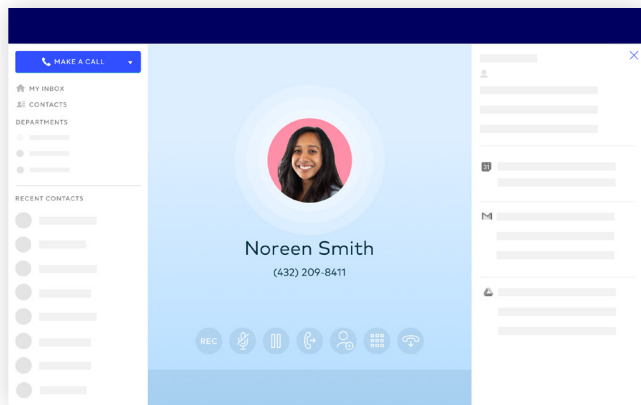 MAKE A CALL
MY INBOX
CONTACTS
DEPARTMENTS
RECENT CONTACTS
Noreen Smith
(432) 209-8411
REC
31